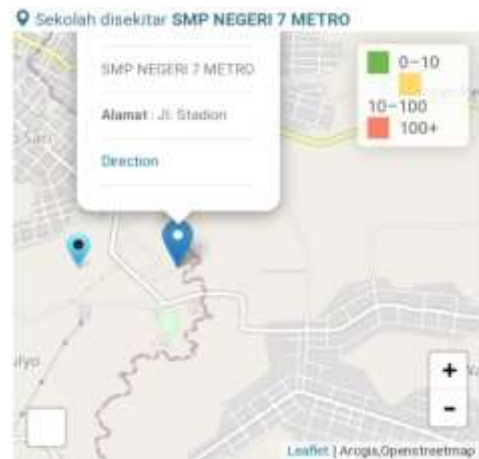 Sekolah disekitar SMP NEGERI 7 METRO
SMP NEGERI 7 METRO
Alamat : Jl. Stadion
Direction
0-10
10-100
100+
+
-
Leaflet | Arcgis,Openstreetmap